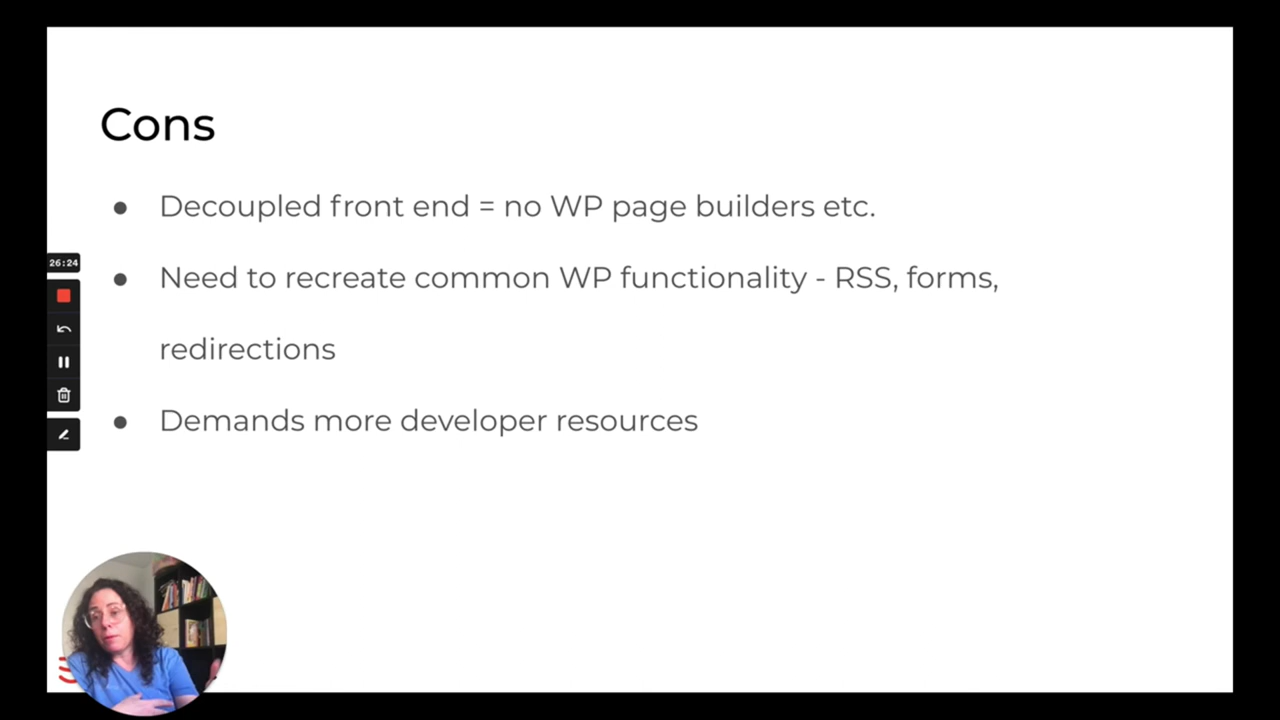 Cons
● Decoupled front end = no WP page builders etc.
● Need to recreate common WP functionality - RSS, forms,
redirections
● Demands more developer resources
26:24